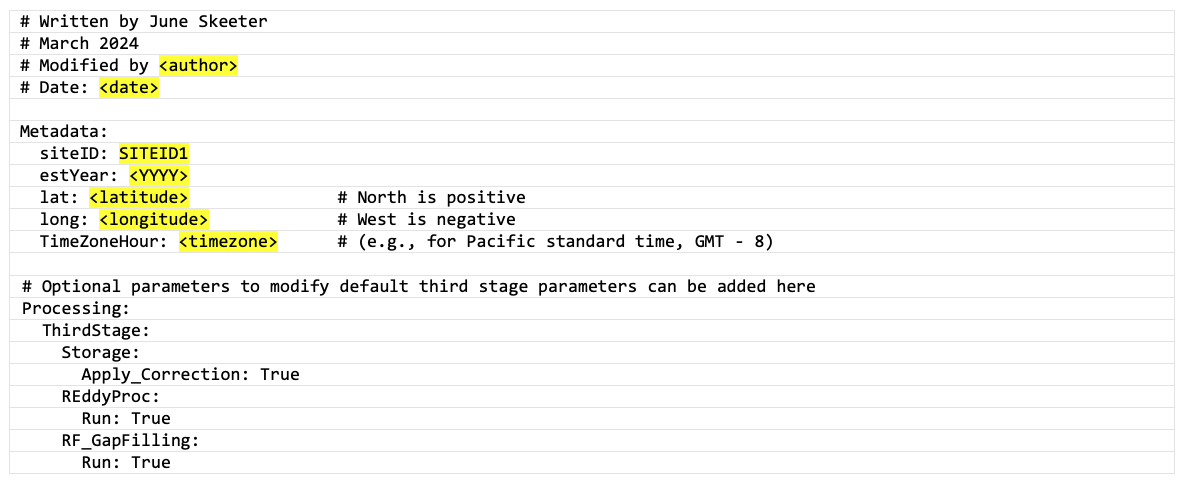 # Written by June Skeeter
# March 2024
# Modified by <author>
# Date: <date>
Metadata:
  siteID: SITEID1
  estYear: <YYYY>
  lat: <latitude>               # North is positive
  long: <longitude>             # West is negative
  TimeZoneHour: <timezone>      # (e.g., for Pacific standard time, GMT - 8)
# Optional parameters to modify default third stage parameters can be added here
Processing:
  ThirdStage:
    Storage:
      Apply_Correction: True
    REddyProc:
      Run: True
    RF_GapFilling:
      Run: True